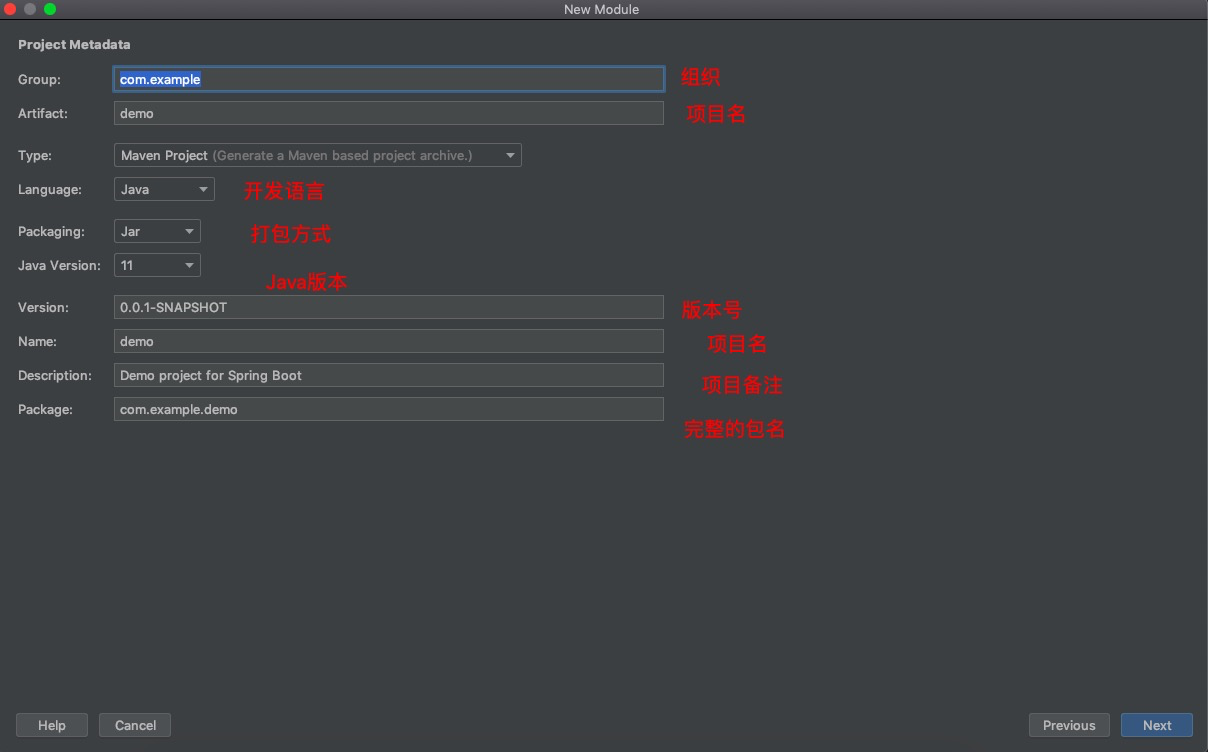 New Module
Project Metadata
Group: com.example 组织
Artifact: demo 项目名
Type: Maven Project (Generate a Maven based project archive.)
Language: Java 开发语言
Packaging: Jar 打包方式
Java Version: 11
Java版本
Version: 0.0.1-SNAPSHOT 版本号
Name: demo 项目名
Description: Demo project for Spring Boot 项目备注
Package: com.example.demo 完整的包名
Help Cancel Previous Next